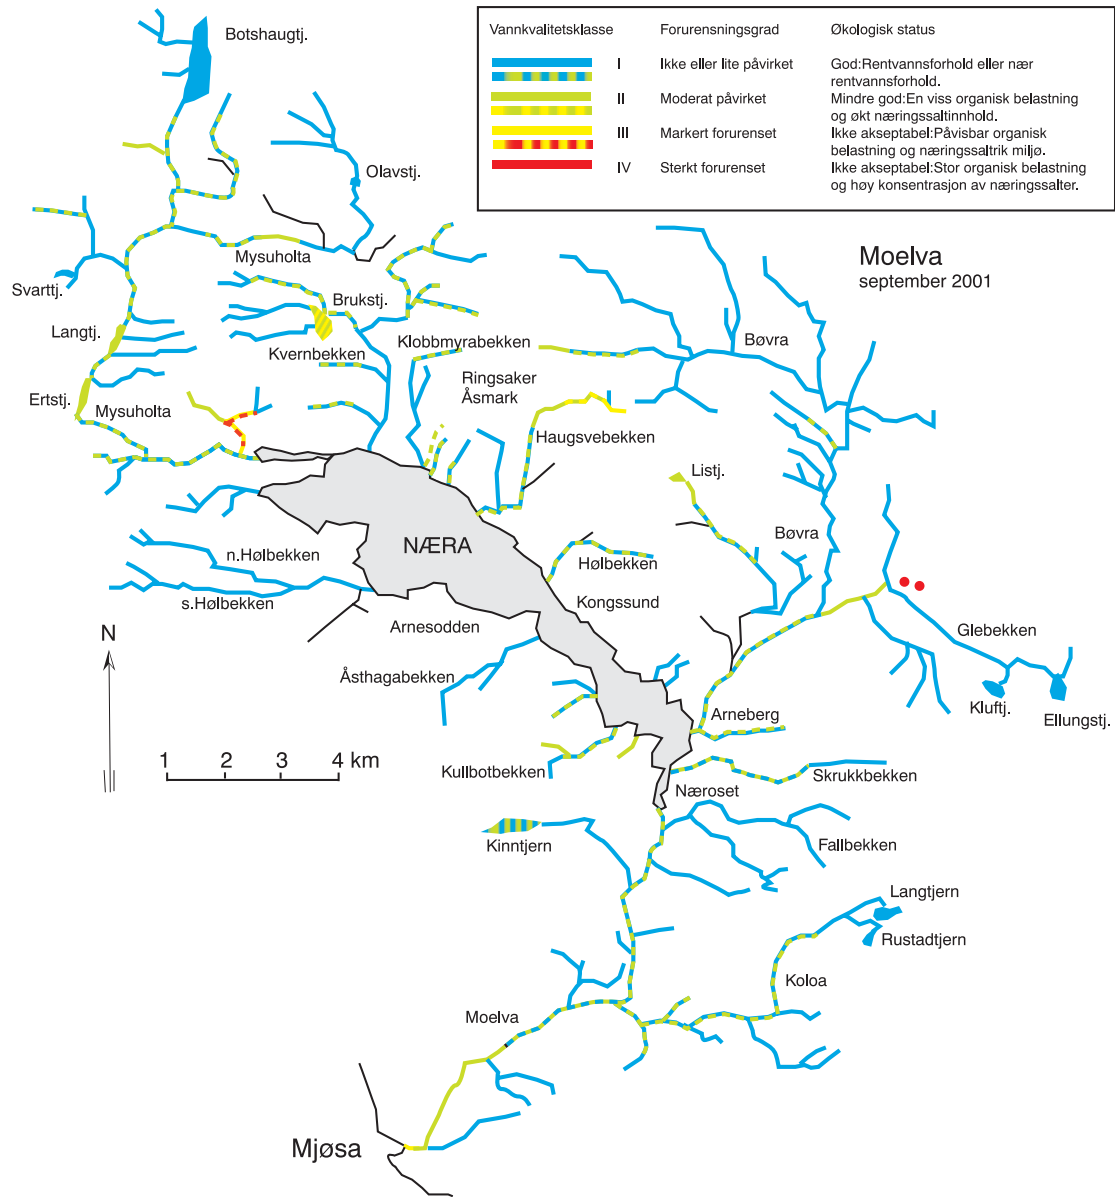 Vannkvalitetsklasse Forurensningsgrad Økologisk status
I Ikke eller lite påvirket God:Rentvannsforhold eller nær
rentvannsforhold.
II Moderat påvirket Mindre god:En viss organisk belastning
og økt næringssaltinnhold.
III Markert forurenset Ikke akseptabel:Påvisbar organisk
belastning og næringssaltrik miljø.
IV Sterkt forurenset Ikke akseptabel:Stor organisk belastning
og høy konsentrasjon av næringssalter.
Botshaugtj.
Olavstj.
Moelva
september 2001
Mysuholta
Svarttj.
Brukstj.
Langtj.
Klobbmyrabekken
Bøvra
Kvernbekken
Ringsaker
Åsmark
Ertstj.
Mysuholta
Haugsvebekken
Listj.
NÆRA
Bøvra
n.Hølbekken
Hølbekken
s.Hølbekken
Kongssund
Arnesodden
Glebekken
N
Åsthagabekken
Kluftj.
Ellungstj.
Arneberg
1 2 3 4 km
Kullbotbekken
Skrukkbekken
Næroset
Kinntjern
Fallbekken
Langtjern
Rustadtjern
Koloa
Moelva
Mjøsa